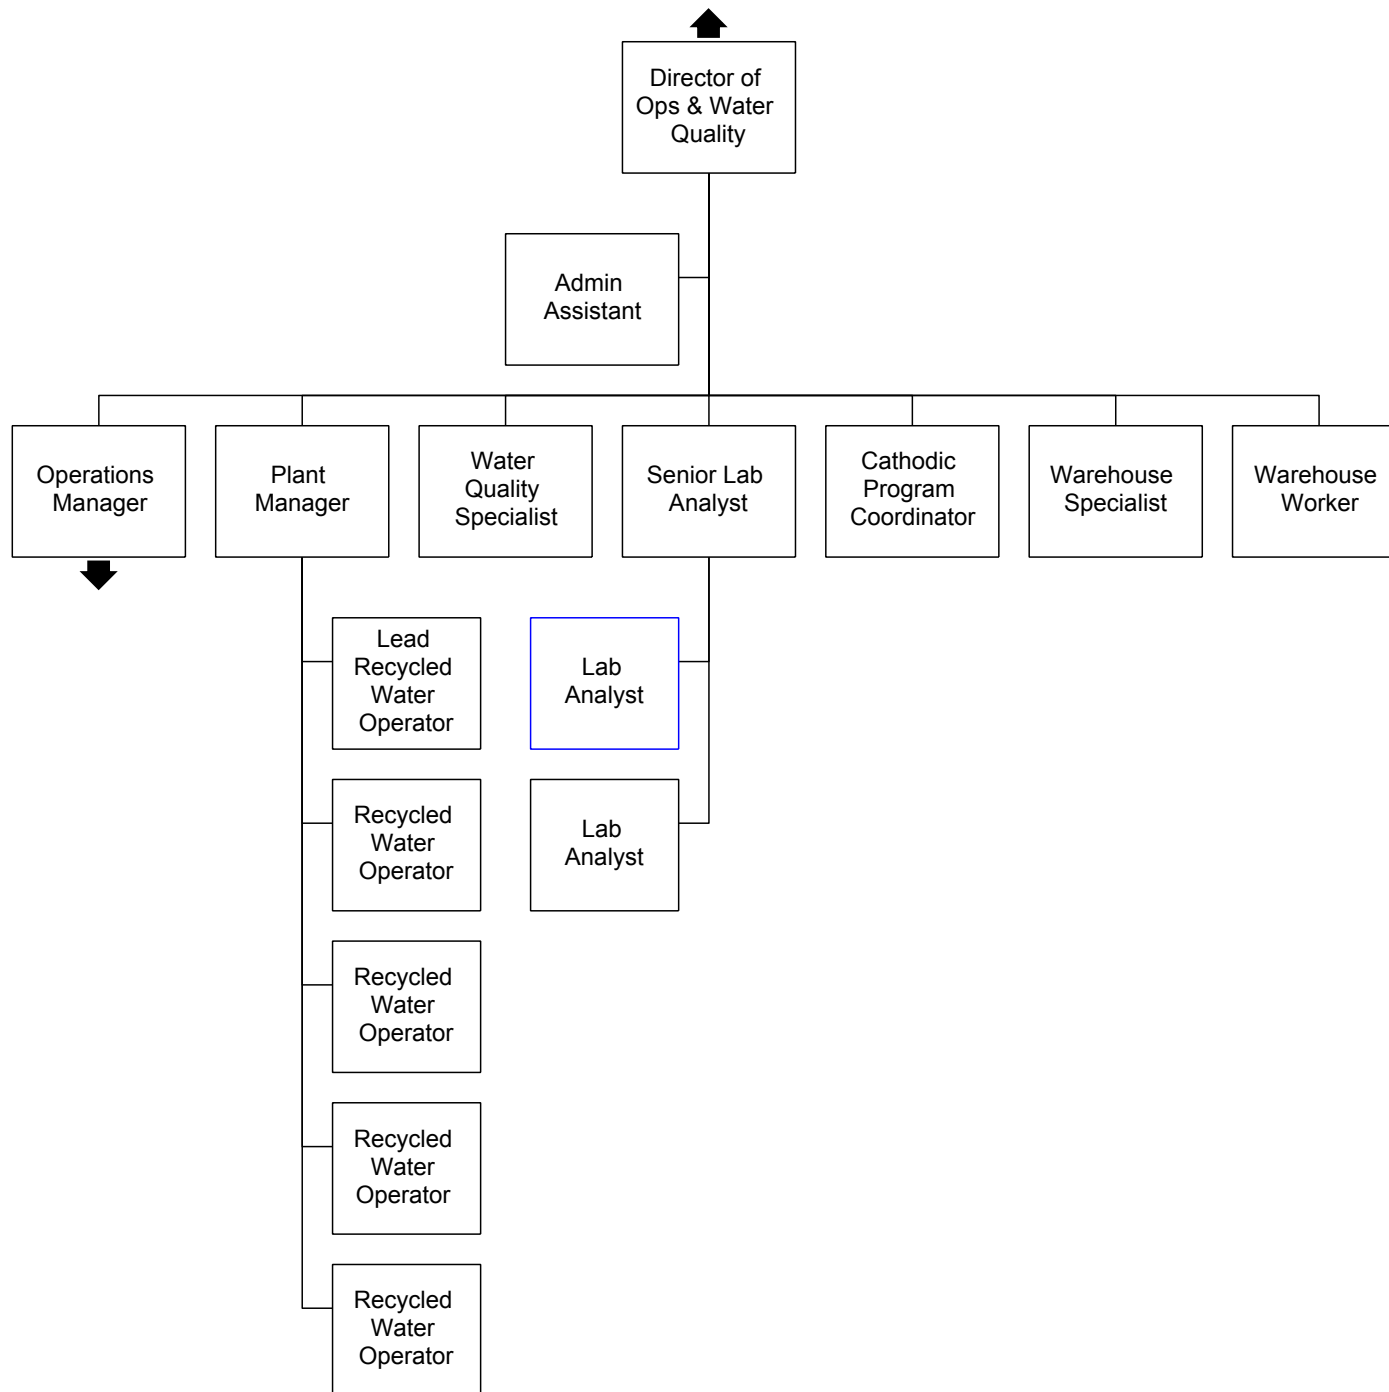 Director of
Ops & Water
Quality
Admin
Assistant
Operations
Manager
Plant
Manager
Water
Quality
Specialist
Senior Lab
Analyst
Cathodic
Program
Coordinator
Warehouse
Specialist
Warehouse
Worker
Lead
Recycled
Water
Operator
Lab
Analyst
Recycled
Water
Operator
Lab
Analyst
Recycled
Water
Operator
Recycled
Water
Operator
Recycled
Water
Operator